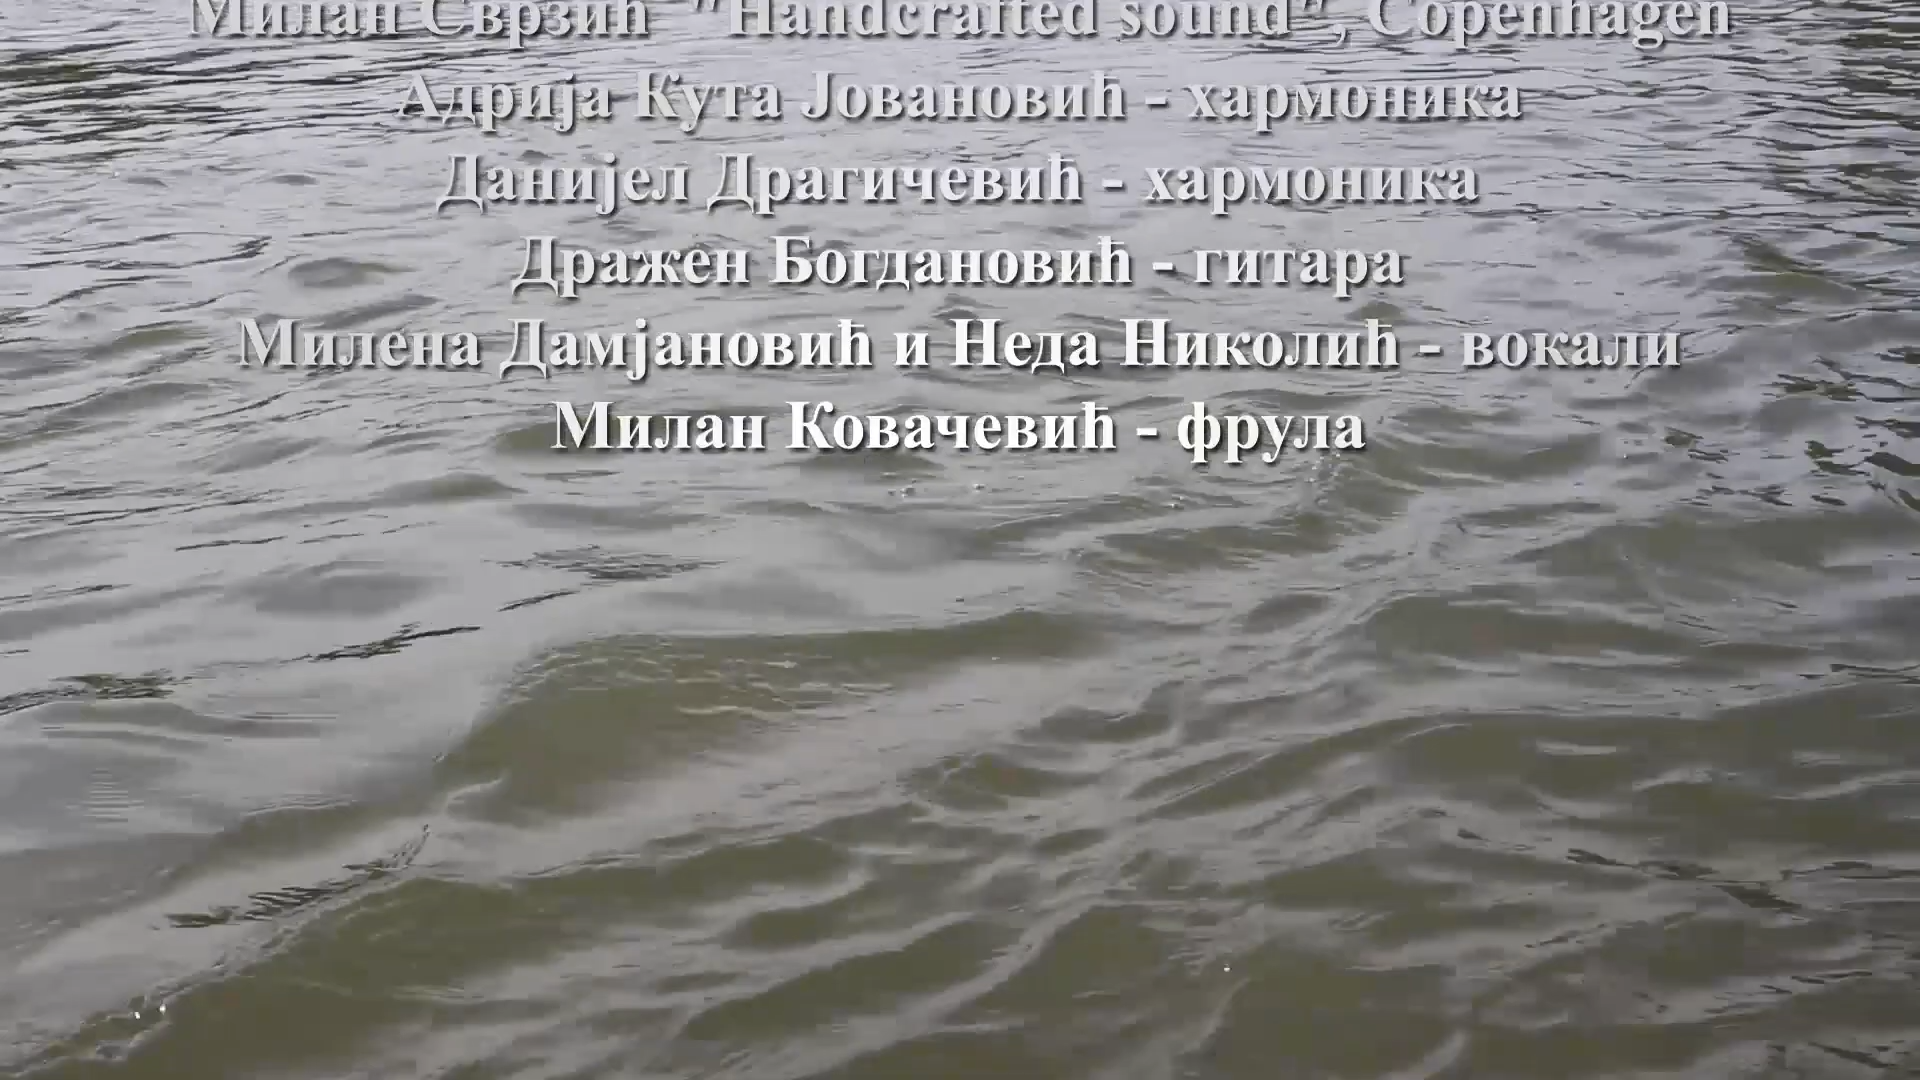 Милан Сврзић "Handcrafted sound", Copenhagen
Адрија Кута Јовановић - хармоника
Данијел Драгичевић - хармоника
Дражен Богдановић - гитара
Милена Дамјановић и Неда Николић - вокали
Милан Ковачевић - фрула